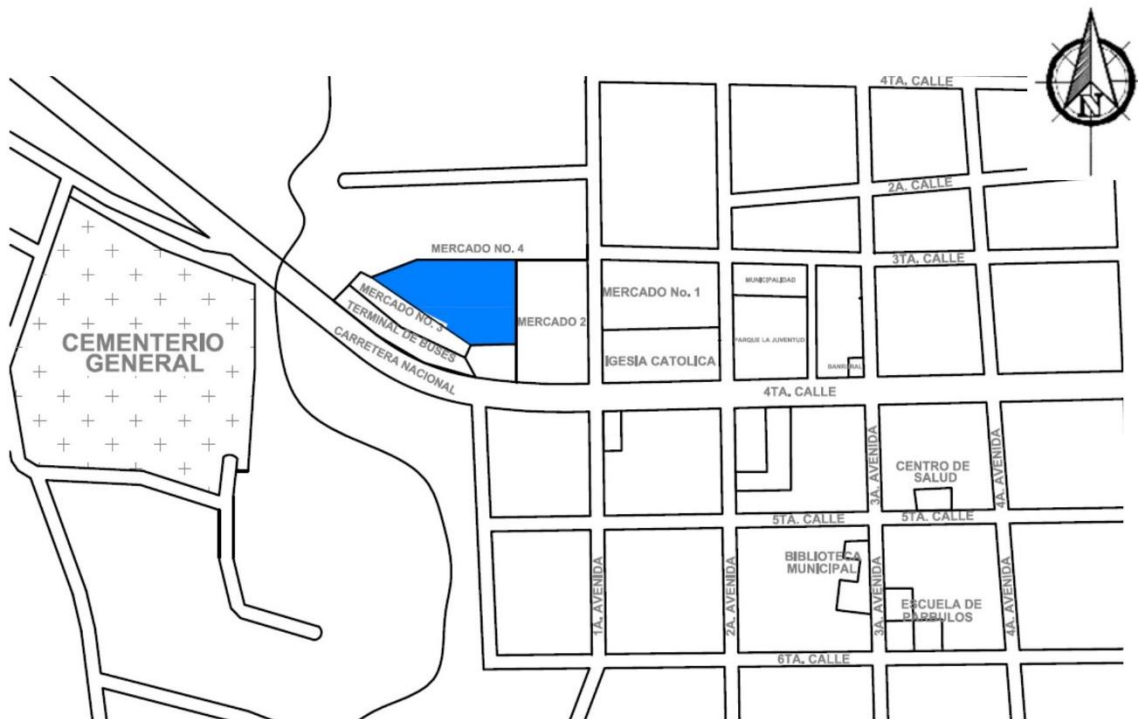 4TA. CALLE
N
2A. CALLE
MERCADO NO. 4
3TA. CALLE
MUNICIPALIDAD
MERCADO NO. 3
MERCADO No. 1
TERMINAL DE BUSES
MERCADO 2
CARRETERA NACIONAL
PARQUE LA JUVENTUD
CEMENTERIO
GENERAL
IGESIA CATOLICA
BANRURAL
4TA. CALLE
3A. AVENIDA
4A. AVENIDA
CENTRO DE
SALUD
5TA. CALLE
5TA. CALLE
BIBLIOTECA
MUNICIPAL
1A. AVENIDA
2A. AVENIDA
3A. AVENIDA
4A. AVENIDA
ESCUELA DE
PARBULOS
6TA. CALLE